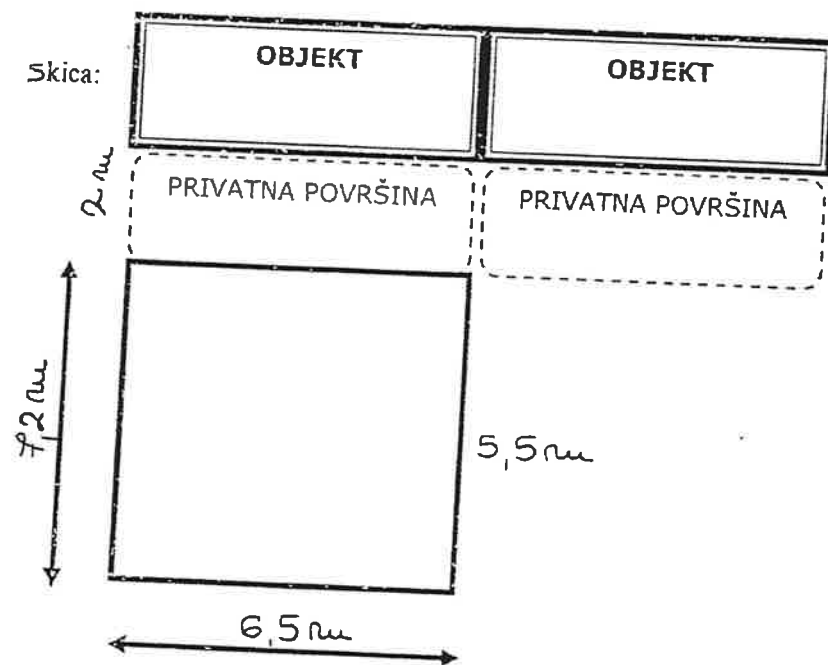 Skica:
OBJEKT
OBJEKT
2 m
PRIVATNA POVRŠINA
PRIVATNA POVRŠINA
7,2 m
5,5 m
6,5 m